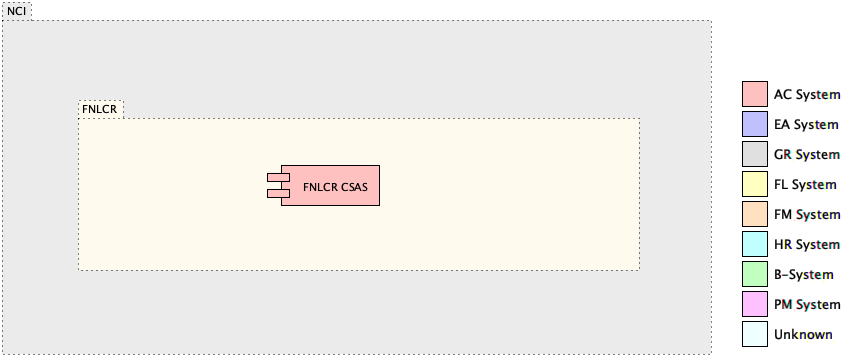 NCI
FNLCR
FNLCR CSAS
AC System
EA System
GR System
FL System
FM System
HR System
B-System
PM System
Unknown